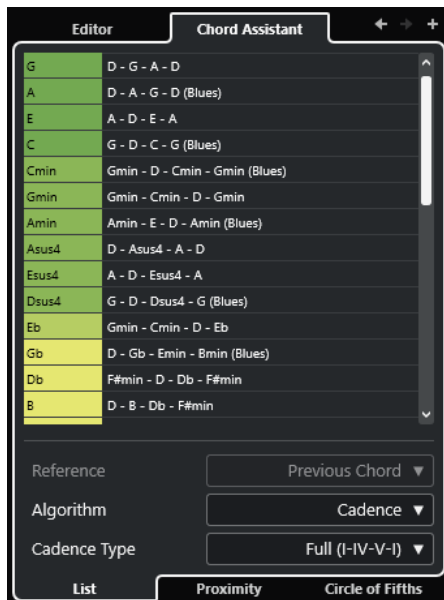 Editor Chord Assistant
G D - G - A - D
A D - A - G - D (Blues)
E A - D - E - A
C G - D - C - G (Blues)
Cmin Gmin - D - Cmin - Gmin (Blues)
Gmin Gmin - Cmin - D - Gmin
Amin Amin - E - D - Amin (Blues)
Asus4 D - Asus4 - A - D
Esus4 A - D - Esus4 - A
Dsus4 G - D - Dsus4 - G (Blues)
Eb Gmin - Cmin - D - Eb
Gb D - Gb - Emin - Bmin (Blues)
Db F#min - D - Db - F#min
B D - B - Db - F#min
Reference Previous Chord
Algorithm Cadence
Cadence Type Full (I-IV-V-I)
List Proximity Circle of Fifths